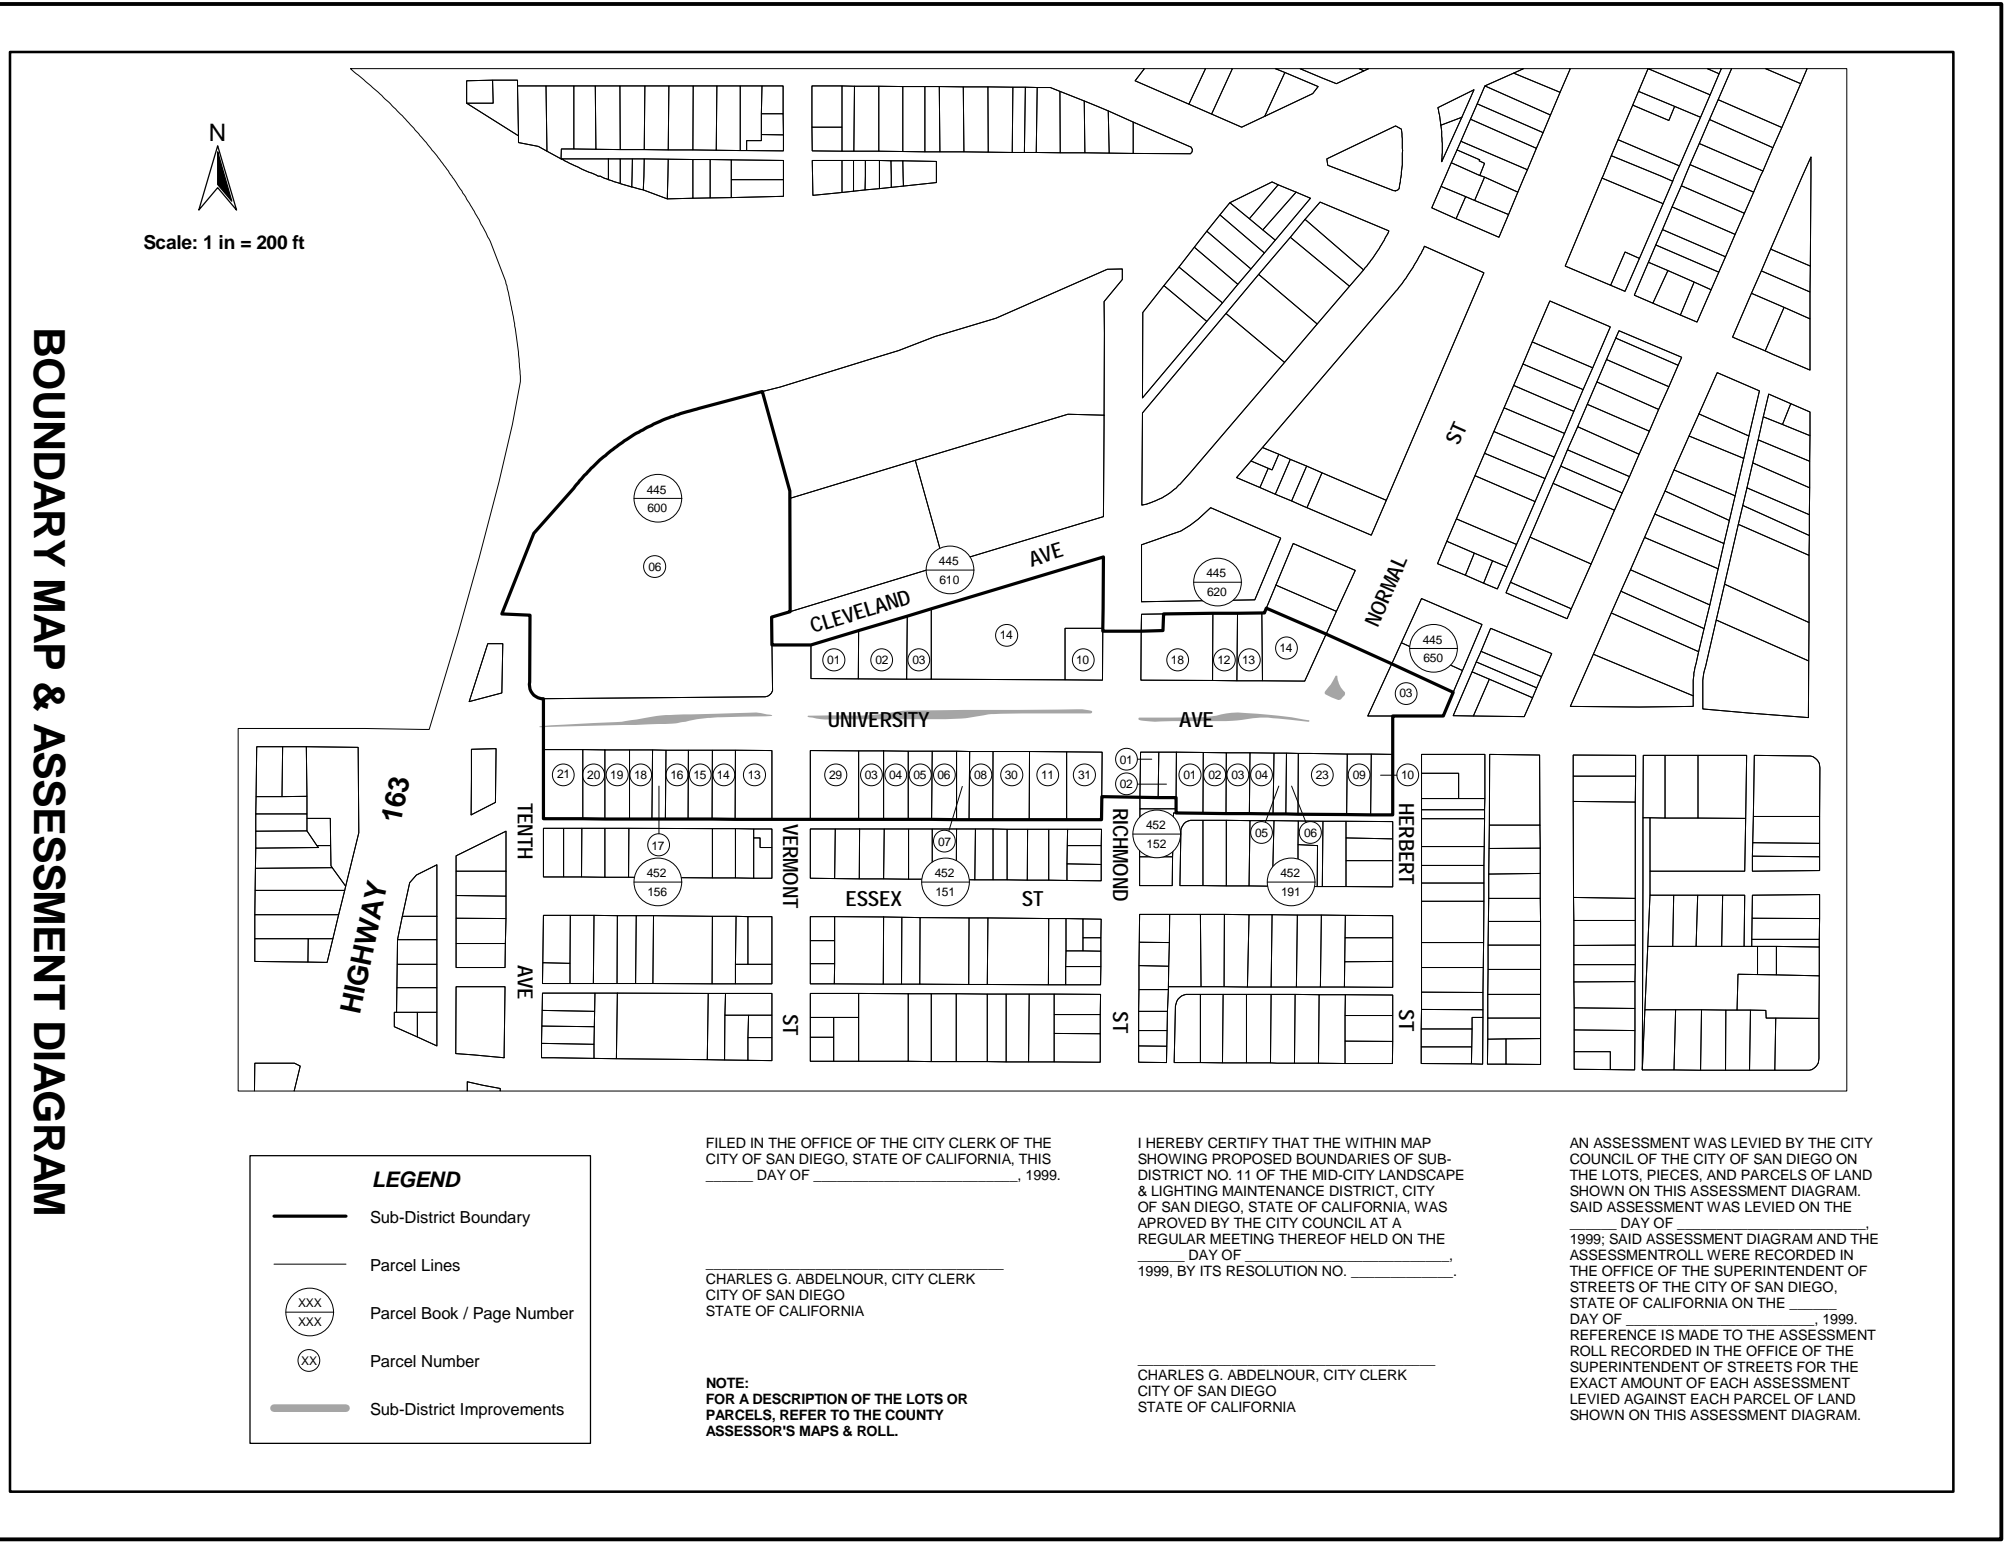 BOUNDARY MAP & ASSESSMENT DIAGRAM
N
Scale: 1 in = 200 ft
445
600
06
445
610
CLEVELAND
AVE
445
620
NORMAL
ST
445
650
01
02
03
14
10
18
12
13
14
03
UNIVERSITY
AVE
21
20
19
18
16
15
14
13
29
03
04
05
06
08
30
11
31
01
02
01
02
03
04
23
09
10
17
07
05
06
452
156
452
151
452
152
452
191
HIGHWAY
163
TENTH
AVE
VERMONT
ST
ESSEX
ST
RICHMOND
ST
HERBERT
ST
LEGEND
Sub-District Boundary
Parcel Lines
XXX
XXX
Parcel Book / Page Number
XX
Parcel Number
Sub-District Improvements
FILED IN THE OFFICE OF THE CITY CLERK OF THE
CITY OF SAN DIEGO, STATE OF CALIFORNIA, THIS
______ DAY OF __________________________, 1999.
______________________________________
CHARLES G. ABDELNOUR, CITY CLERK
CITY OF SAN DIEGO
STATE OF CALIFORNIA
NOTE:
FOR A DESCRIPTION OF THE LOTS OR
PARCELS, REFER TO THE COUNTY
ASSESSOR'S MAPS & ROLL.
I HEREBY CERTIFY THAT THE WITHIN MAP
SHOWING PROPOSED BOUNDARIES OF SUB-
DISTRICT NO. 11 OF THE MID-CITY LANDSCAPE
& LIGHTING MAINTENANCE DISTRICT, CITY
OF SAN DIEGO, STATE OF CALIFORNIA, WAS
APROVED BY THE CITY COUNCIL AT A
REGULAR MEETING THEREOF HELD ON THE
______ DAY OF __________________________,
1999, BY ITS RESOLUTION NO. _____________.
______________________________________
CHARLES G. ABDELNOUR, CITY CLERK
CITY OF SAN DIEGO
STATE OF CALIFORNIA
AN ASSESSMENT WAS LEVIED BY THE CITY
COUNCIL OF THE CITY OF SAN DIEGO ON
THE LOTS, PIECES, AND PARCELS OF LAND
SHOWN ON THIS ASSESSMENT DIAGRAM.
SAID ASSESSMENT WAS LEVIED ON THE
______ DAY OF ________________________,
1999; SAID ASSESSMENT DIAGRAM AND THE
ASSESSMENTROLL WERE RECORDED IN
THE OFFICE OF THE SUPERINTENDENT OF
STREETS OF THE CITY OF SAN DIEGO,
STATE OF CALIFORNIA ON THE ______
DAY OF ________________________, 1999.
REFERENCE IS MADE TO THE ASSESSMENT
ROLL RECORDED IN THE OFFICE OF THE
SUPERINTENDENT OF STREETS FOR THE
EXACT AMOUNT OF EACH ASSESSMENT
LEVIED AGAINST EACH PARCEL OF LAND
SHOWN ON THIS ASSESSMENT DIAGRAM.